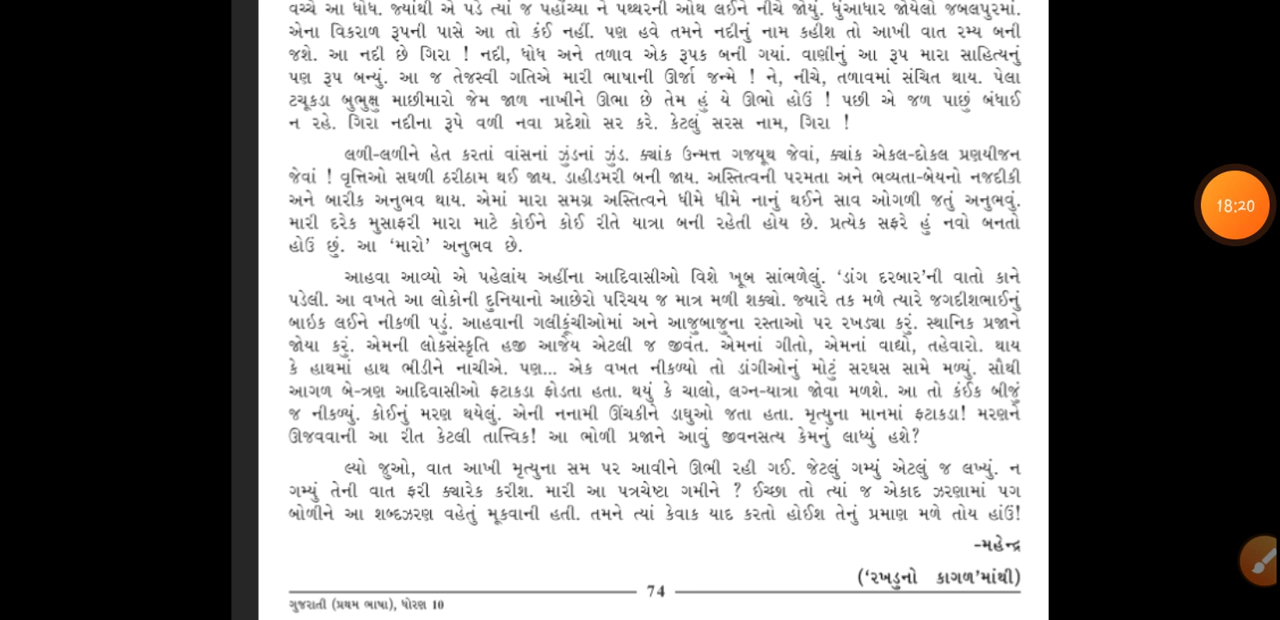 વચ્ચે આ ધોધ. જ્યાંથી એ પડે ત્યાં જ પહોંચ્યા ને પથ્થરની ઓથ લઈને નીચે જોયું. ધુંઆધાર જોયેલો જબલપુરમાં.
એના વિકરાળ રૂપની પાસે આ તો કંઈ નહીં. પણ હવે તમને નદીનું નામ કહીશ તો આખી વાત રમ્ય બની
જશે. આ નદી છે ગિરા ! નદી, ધોધ અને તળાવ એક રૂપક બની ગયાં. વાણીનું આ રૂપ મારા સાહિત્યનું
પણ રૂપ બન્યું. આ જ તેજસ્વી ગતિએ મારી ભાષાની ઊર્જા જન્મે ! ને, નીચે, તળાવમાં સંચિત થાય. પેલા
ટચૂકડા બુભુક્ષુ માછીમારો જેમ જાળ નાખીને ઊભા છે તેમ હું યે ઊભો હોઉં ! પછી એ જળ પાછું બંધાઈ
ન રહે. ગિરા નદીના રૂપે વળી નવા પ્રદેશો સર કરે. કેટલું સરસ નામ, ગિરા !
લળી-લળીને હેત કરતાં વાંસનાં ઝુંડનાં ઝુંડ. ક્યાંક ઉન્મત્ત ગજયૂથ જેવાં, ક્યાંક એકલ-દોકલ પ્રણયીજન
જેવાં ! વૃત્તિઓ સઘળી ઠરીઠામ થઈ જાય. ડાહીડમરી બની જાય. અસ્તિત્વની પરમતા અને ભવ્યતા-બેયનો નજદીકી
અને બારીક અનુભવ થાય. એમાં મારા સમગ્ર અસ્તિત્વને ધીમે ધીમે નાનું થઈને સાવ ઓગળી જતું અનુભવું.
મારી દરેક મુસાફરી મારા માટે કોઈને કોઈ રીતે યાત્રા બની રહેતી હોય છે. પ્રત્યેક સફરે હું નવો બનતો
હોઉં છું. આ ‘મારો’ અનુભવ છે.
આહવા આવ્યો એ પહેલાંય અહીંના આદિવાસીઓ વિશે ખૂબ સાંભળેલું. ‘ડાંગ દરબાર’ની વાતો કાને
પડેલી. આ વખતે આ લોકોની દુનિયાનો આછેરો પરિચય જ માત્ર મળી શક્યો. જ્યારે તક મળે ત્યારે જગદીશભાઈનું
બાઇક લઈને નીકળી પડું. આહવાની ગલીકૂંચીઓમાં અને આજુબાજુના રસ્તાઓ પર રખડ્યા કરું. સ્થાનિક પ્રજાને
જોયા કરું. એમની લોકસંસ્કૃતિ હજી આજેય એટલી જ જીવંત. એમનાં ગીતો, એમનાં વાદ્યો, તહેવારો. થાય
કે હાથમાં હાથ ભીડીને નાચીએ. પણ... એક વખત નીકળ્યો તો ડાંગીઓનું મોટું સરઘસ સામે મળ્યું. સૌથી
આગળ બે-ત્રણ આદિવાસીઓ ફટાકડા ફોડતા હતા. થયું કે ચાલો, લગ્ન-યાત્રા જોવા મળશે. આ તો કંઈક બીજું
જ નીકળ્યું. કોઈનું મરણ થયેલું. એની નનામી ઊંચકીને ડાઘુઓ જતા હતા. મૃત્યુના માનમાં ફટાકડા! મરણને
ઊજવવાની આ રીત કેટલી તાત્ત્વિક! આ ભોળી પ્રજાને આવું જીવનસત્ય કેમનું લાધ્યું હશે?
લ્યો જુઓ, વાત આખી મૃત્યુના સમ પર આવીને ઊભી રહી ગઈ. જેટલું ગમ્યું એટલું જ લખ્યું. ન
ગમ્યું તેની વાત ફરી ક્યારેક કરીશ. મારી આ પત્રચેષ્ટા ગમીને ? ઈચ્છા તો ત્યાં જ એકાદ ઝરણામાં પગ
બોળીને આ શબ્દઝરણ વહેતું મૂકવાની હતી. તમને ત્યાં કેવાક યાદ કરતો હોઈશ તેનું પ્રમાણ મળે તોય હાંઉં!
-મહેન્દ્ર
(‘રખડુનો કાગળ’માંથી)
74
ગુજરાતી (પ્રથમ ભાષા), ધોરણ 10
18:20